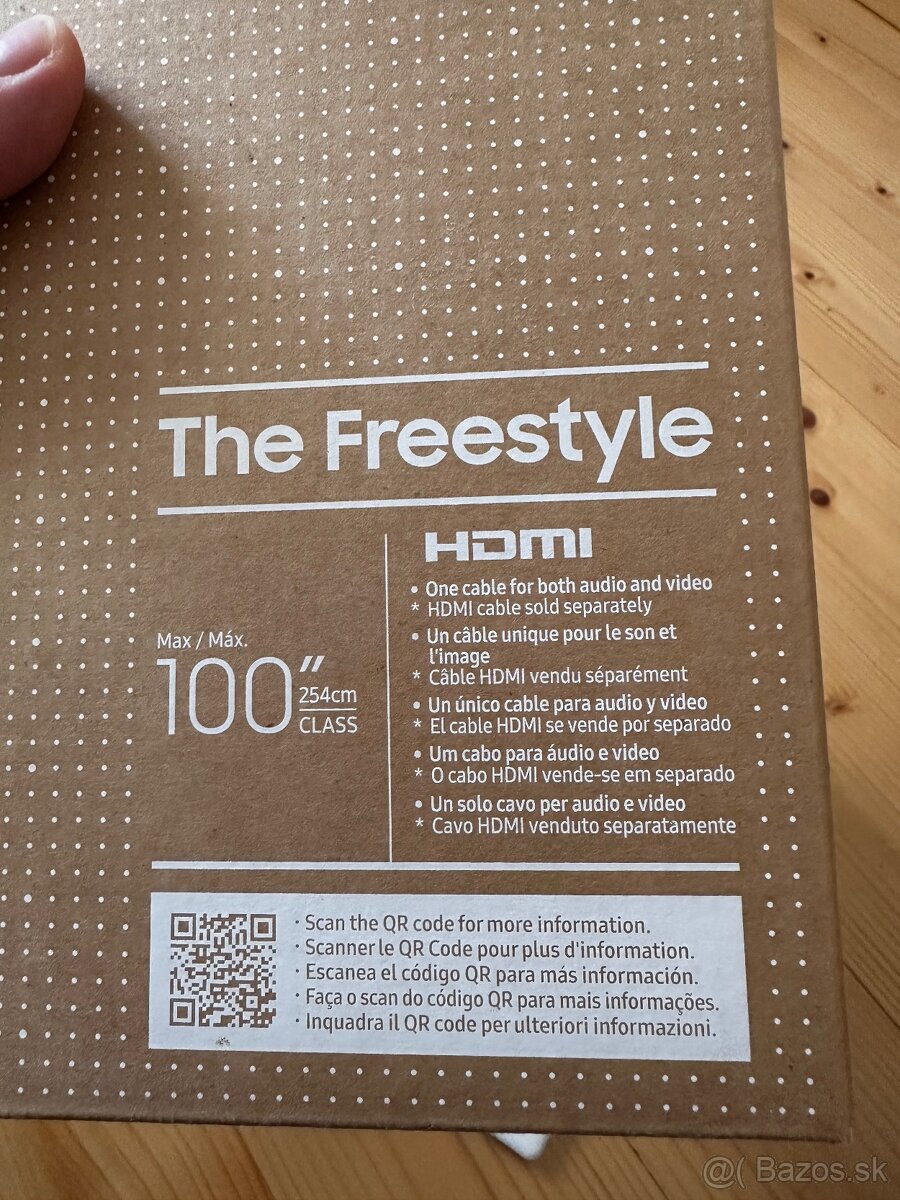 The Freestyle
Max / Máx.
100"
254cm
CLASS
HDMI
• One cable for both audio and video
* HDMI cable sold separately
• Un câble unique pour le son et
l'image
* Câble HDMI vendu séparément
• Un único cable para audio y video
* El cable HDMI se vende por separado
• Um cabo para áudio e video
* O cabo HDMI vende-se em separado
• Un solo cavo per audio e video
* Cavo HDMI venduto separatamente
· Scan the QR code for more information.
· Scanner le QR Code pour plus d'information.
· Escanea el código QR para más información.
· Faça o scan do código QR para mais informações.
· Inquadra il QR code per ulteriori informazioni.
@( Bazos.sk